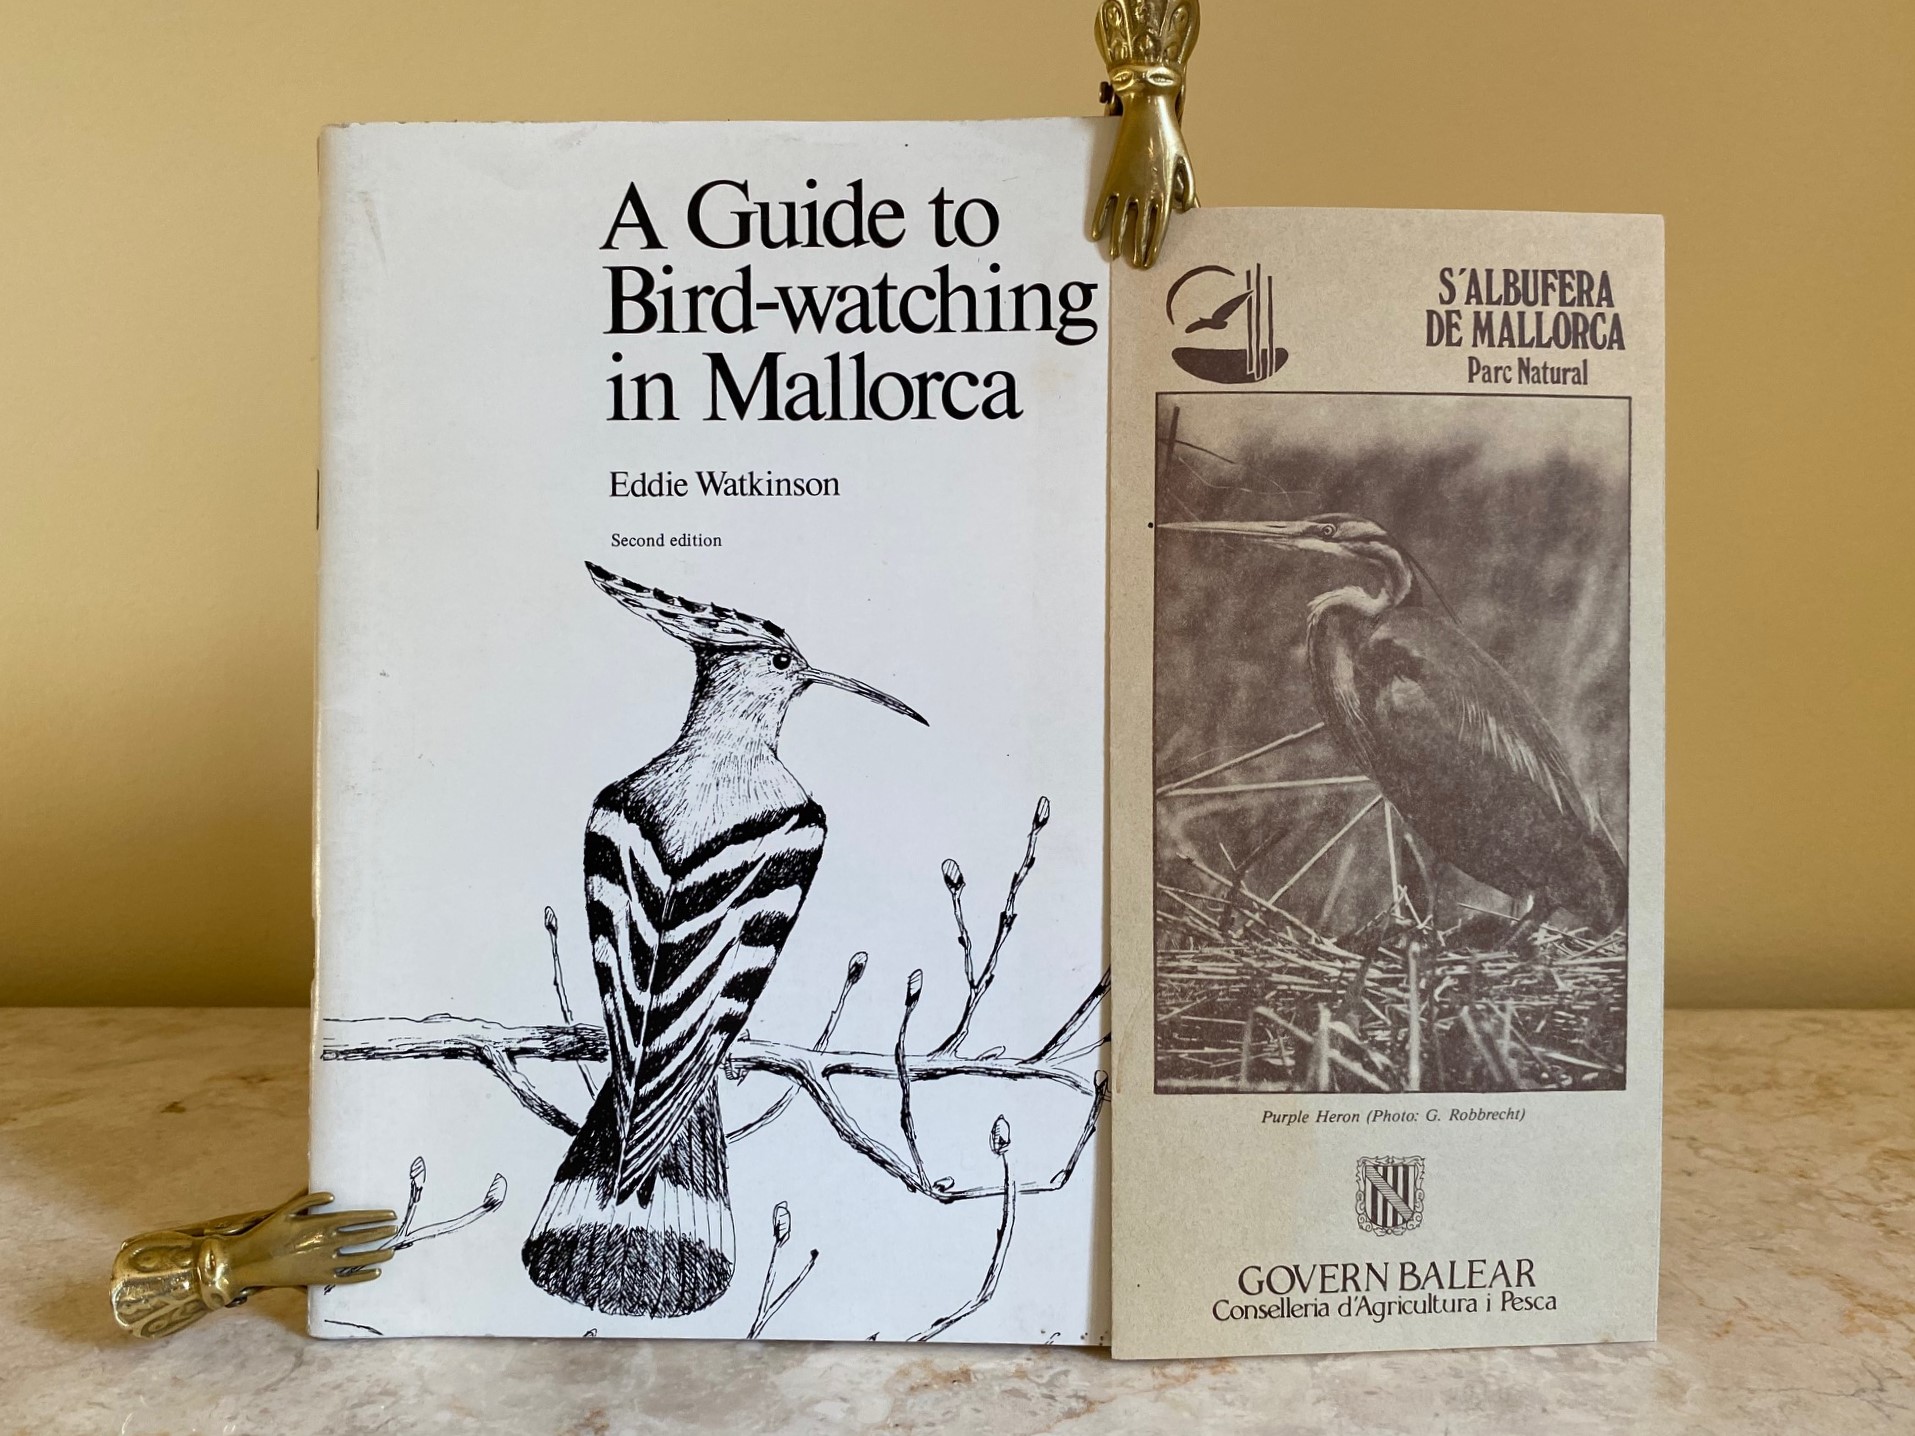 A Guide to
Bird-watching
in Mallorca
Eddie Watkinson
Second edition
S´ALBUFERA
DE MALLORCA
Parc Natural
Purple Heron (Photo: G. Robbrecht)
GOVERN BALEAR
Conselleria d'Agricultura i Pesca